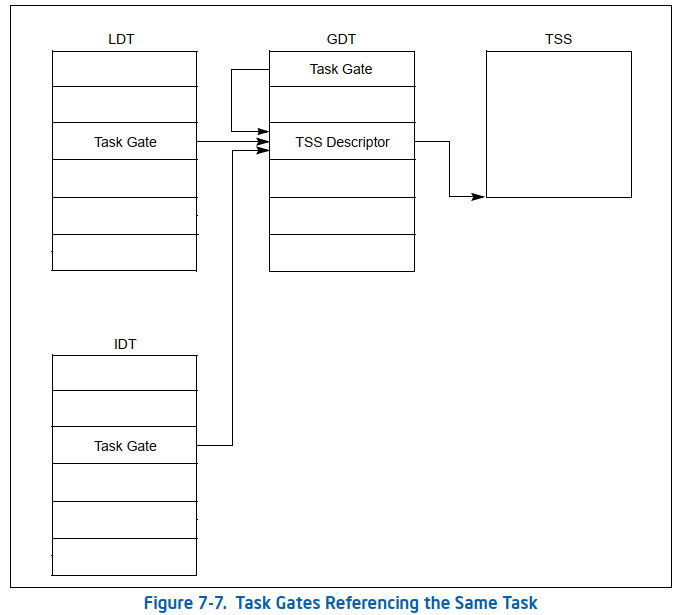 LDT
GDT
TSS
Task Gate
Task Gate
TSS Descriptor
IDT
Task Gate
Figure 7-7. Task Gates Referencing the Same Task